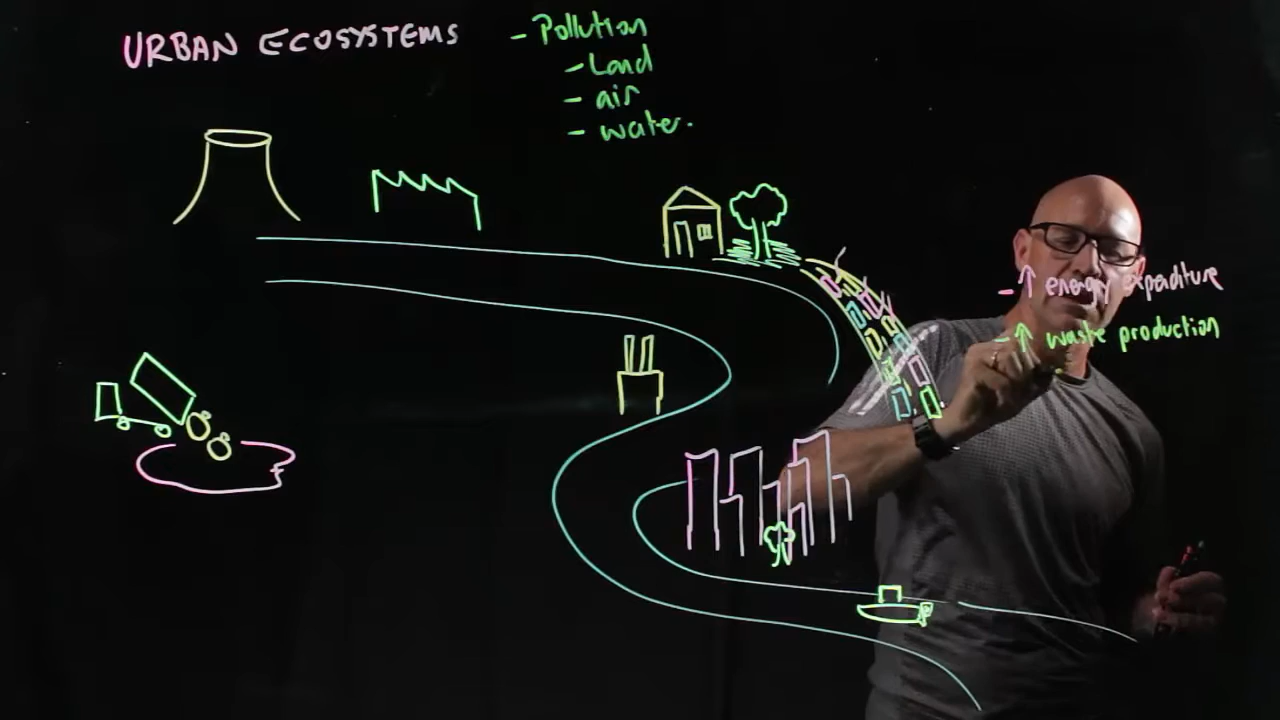 URBAN ECOSYSTEMS
- Pollution
- Land
- air
- water.
- ↑ energy expenditure
- ↑ waste production